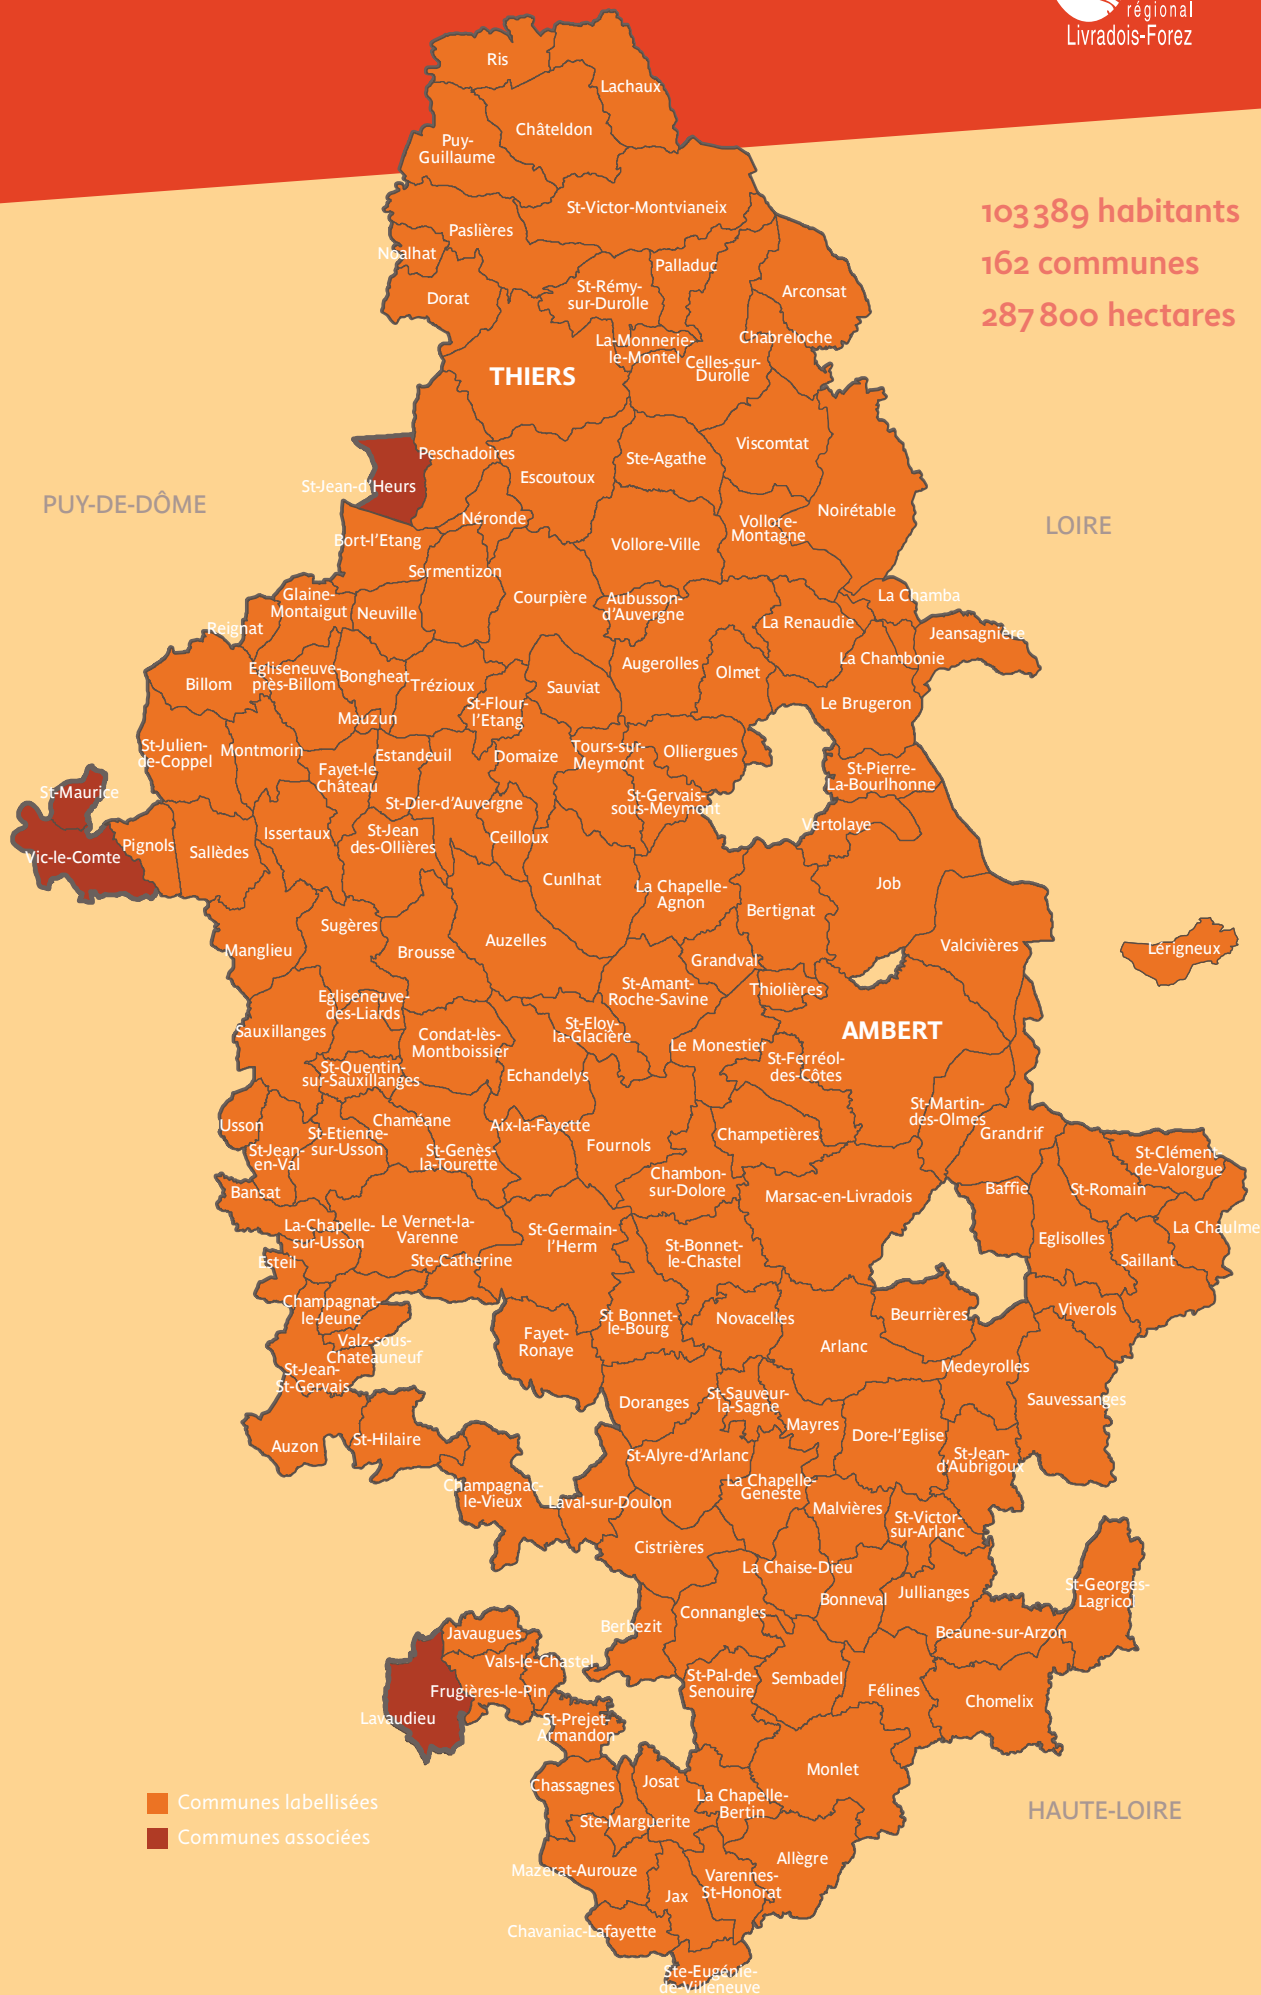 régional
Livradois-Forez
103 389 habitants
162 communes
287 800 hectares
PUY-DE-DÔME
LOIRE
HAUTE-LOIRE
Ris
Lachaux
Châteldon
Puy-
Guillaume
St-Victor-Montvianeix
Paslières
Noalhat
Palladuc
Dorat
St-Rémy-
sur-Durolle
Arconsat
Chabreloche
La-Monnerie-
le-Montel
Celles-sur-
Durolle
THIERS
Viscomtat
Peschadoires
Ste-Agathe
Escoutoux
St-Jean-d'Heurs
Noirétable
Néronde
Vollore-
Montagne
Bort-l'Etang
Vollore-Ville
Sermentizon
Glaine-
Montaigut
Neuville
Courpière
Aubusson-
d'Auvergne
La Chamba
La Renaudie
Reignat
Jeansagnière
La Chambonie
Augerolles
Olmet
Egliseneuve-
près-Billom
Bongheat
Billom
Trézioux
Sauviat
Le Brugeron
St-Flour-
l'Etang
Mauzun
St-Julien-
de-Coppel
Montmorin
Estandeuil
Domaize
Tours-sur-
Meymont
Olliergues
Fayet-le
Château
St-Pierre-
La-Bourlhonne
St-Maurice
St-Dier-d'Auvergne
St-Gervais-
sous-Meymont
Vertolaye
Issertaux
St-Jean
des-Ollières
Ceilloux
Pignols
Sallèdes
Vic-le-Comte
Cunlhat
La Chapelle-
Agnon
Job
Bertignat
Sugères
Auzelles
Manglieu
Brousse
Valcivières
Lérigneux
Grandval
St-Amant-
Roche-Savine
Thiolières
Egliseneuve-
des-Liards
Sauxillanges
St-Eloy-
la-Glacière
AMBERT
Condat-lès-
Montboissier
Le Monestier
St-Ferréol-
des-Côtes
St-Quentin-
sur-Sauxillanges
Echandelys
Usson
Chaméane
Aix-la-Fayette
St-Martin-
des-Olmes
St-Etienne-
sur-Usson
Fournols
Champetières
Grandrif
St-Jean-
en-Val
St-Genès-
la-Tourette
St-Clément
de-Valorgue
Chambon-
sur-Dolore
Bansat
Marsac-en-Livradois
Baffie
St-Romain
La-Chapelle-
sur-Usson
Le Vernet-la-
Varenne
St-Germain-
l'Herm
La Chaulme
Eglisolles
St-Bonnet-
le-Chastel
Esteil
Ste-Catherine
Saillant
Champagnat-
le-Jeune
Viverols
St Bonnet-
le-Bourg
Novacelles
Beurrières
Valz-sous-
Chateauneuf
Fayet-
Ronaye
Arlanc
St-Jean-
St-Gervais
Medeyrolles
Doranges
St-Sauveur-
la-Sagne
Sauvessanges
Mayres
Dore-l'Eglise
Auzon
St-Hilaire
St-Alyre-d'Arlanc
St-Jean-
d'Aubrigoux
Champagnac-
le-Vieux
La Chapelle-
Geneste
Laval-sur-Doulon
Malvières
St-Victor-
sur-Arlanc
Cistrières
La Chaise-Dieu
Bonneval
Jullianges
St-Georges-
Lagricol
Connangles
Berbezit
Beaune-sur-Arzon
Javaugues
Vals-le-Chastel
St-Pal-de-
Senouire
Sembadel
Félines
Frugières-le-Pin
Chomelix
Lavaudieu
St-Prejet-
Armandon
Monlet
Chassagnes
Josat
La Chapelle-
Bertin
Ste-Marguerite
Allègre
Mazerat-Aurouze
Varennes-
St-Honorat
Jax
Chavaniac-Lafayette
Ste-Eugénie-
de-Villeneuve
Communes labellisées
Communes associées